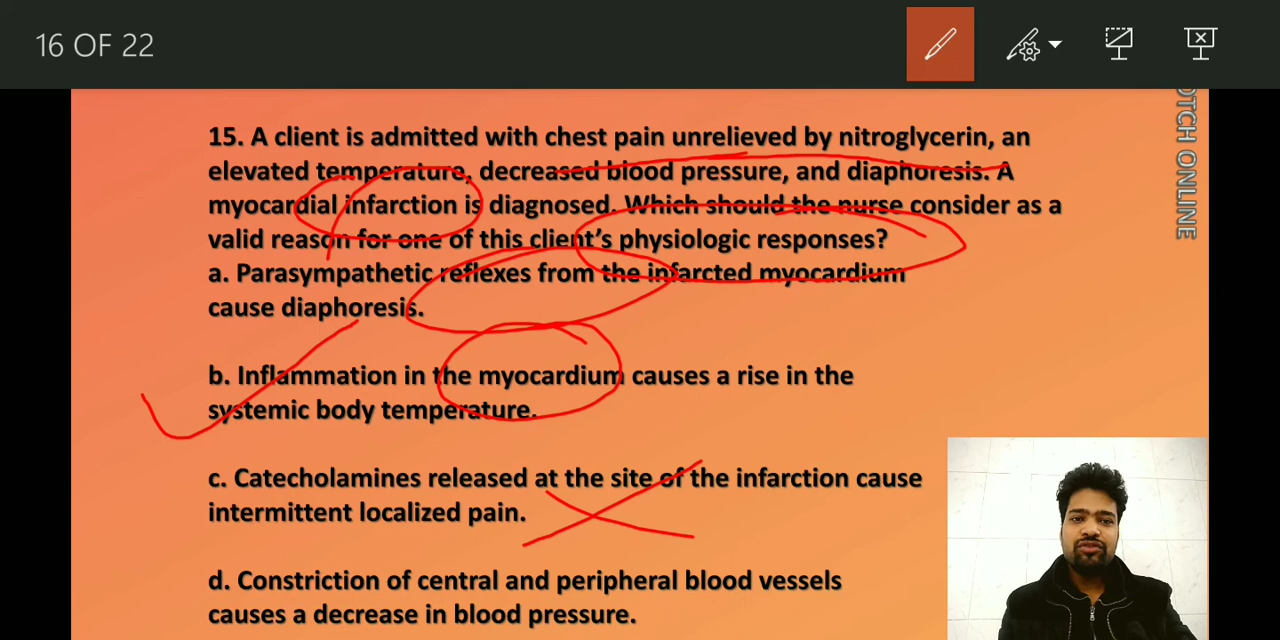 16 OF 22
OTCH ONLINE
15. A client is admitted with chest pain unrelieved by nitroglycerin, an
elevated temperature, decreased blood pressure, and diaphoresis. A
myocardial infarction is diagnosed. Which should the nurse consider as a
valid reason for one of this client’s physiologic responses?
a. Parasympathetic reflexes from the infarcted myocardium
cause diaphoresis.
b. Inflammation in the myocardium causes a rise in the
systemic body temperature.
c. Catecholamines released at the site of the infarction cause
intermittent localized pain.
d. Constriction of central and peripheral blood vessels
causes a decrease in blood pressure.